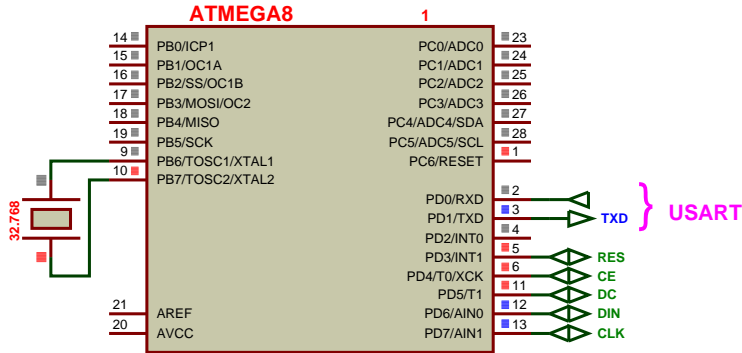 ATMEGA8 1
14 PB0/ICP1 PC0/ADC0 23
15 PB1/OC1A PC1/ADC1 24
16 PB2/SS/OC1B PC2/ADC2 25
17 PB3/MOSI/OC2 PC3/ADC3 26
18 PB4/MISO PC4/ADC4/SDA 27
19 PB5/SCK PC5/ADC5/SCL 28
9 PB6/TOSC1/XTAL1 PC6/RESET 1
10 PB7/TOSC2/XTAL2
32.768
PD0/RXD 2
PD1/TXD 3 TXD
USART
PD2/INT0 4
PD3/INT1 5 RES
PD4/T0/XCK 6 CE
PD5/T1 11 DC
21 AREF PD6/AIN0 12 DIN
20 AVCC PD7/AIN1 13 CLK